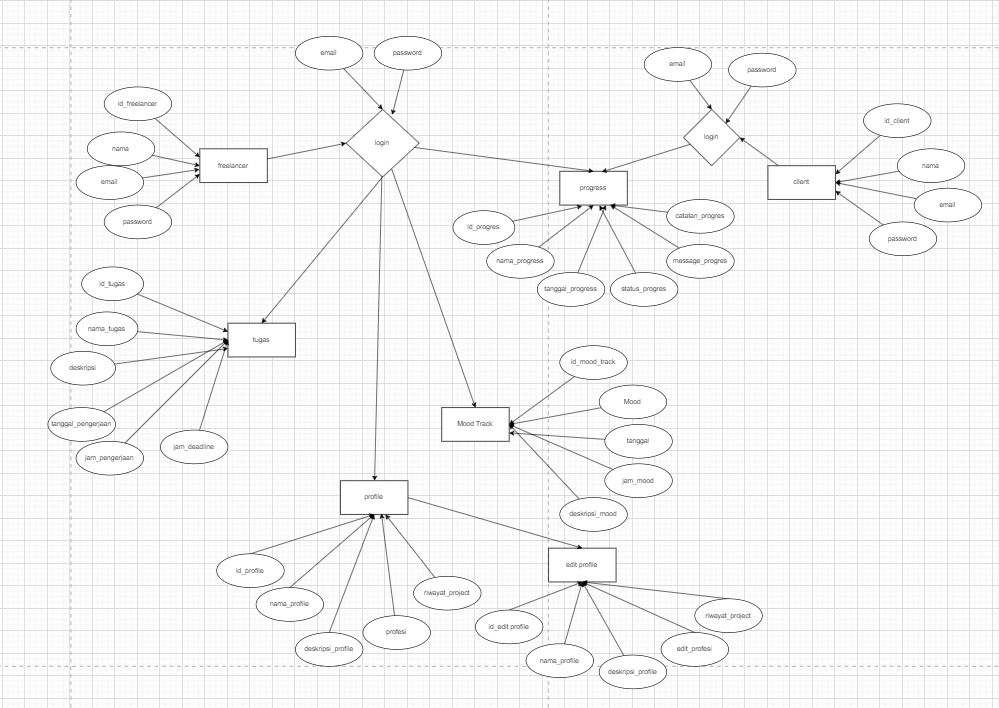 email
password
email
password
id_freelancer
id_client
nama
login
login
nama
freelancer
client
email
progress
email
password
catatan_progres
id_progres
password
nama_progress
message_progres
id_tugas
tanggal_progress
status_progres
nama_tugas
tugas
deskripsi
id_mood_track
Mood
tanggal_pengerjaan
Mood Track
jam_deadline
tanggal
jam_pengerjaan
jam_mood
profile
deskripsi_mood
id_profile
edit profile
riwayat_project
nama_profile
riwayat_project
id_edit profile
profesi
deskripsi_profile
edit_profesi
nama_profile
deskripsi_profile